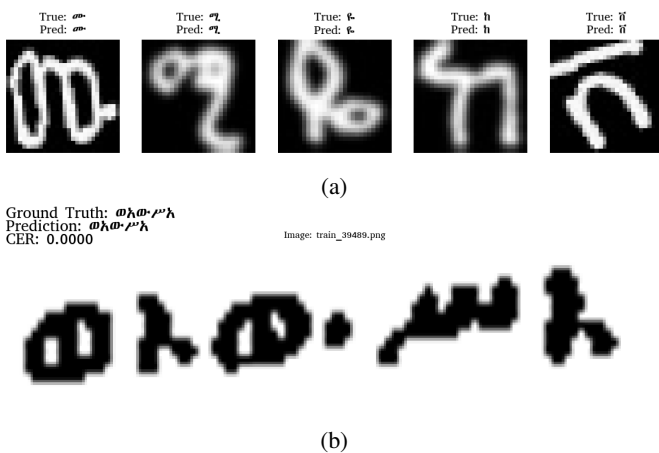 True: ሙ True: ሚ True: ዬ True: ከ True: ሸ
Pred: ሙ Pred: ሚ Pred: ዬ Pred: ከ Pred: ሸ
(a)
Ground Truth: ወአውሥአ
Prediction: ወአውሥአ
CER: 0.0000
Image: train_39489.png
ወአውሥአ
(b)